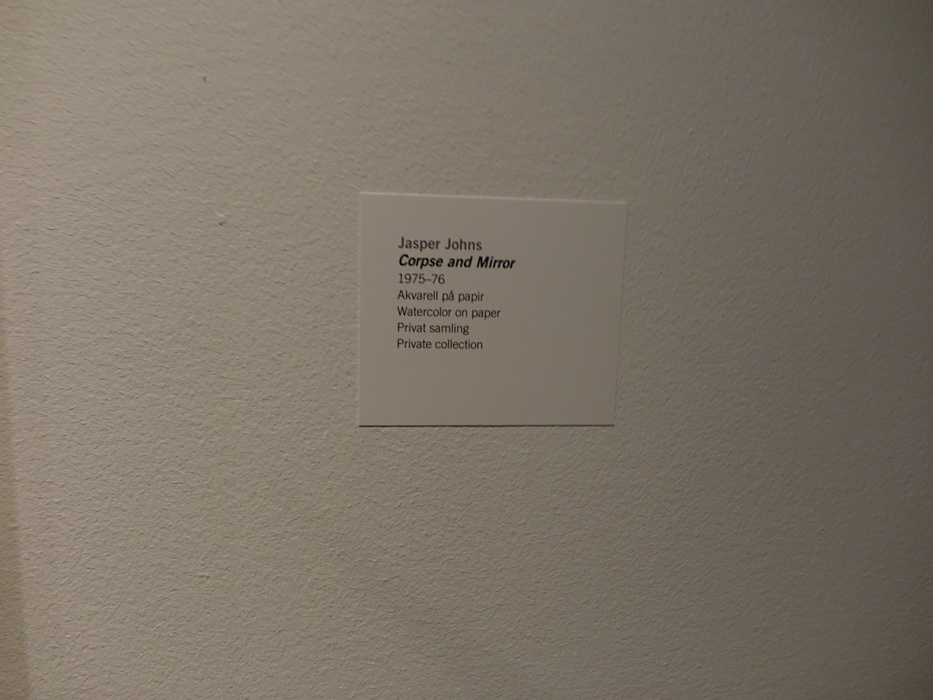 Jasper Johns
Corpse and Mirror
1975–76
Akvarell på papir
Watercolor on paper
Privat samling
Private collection